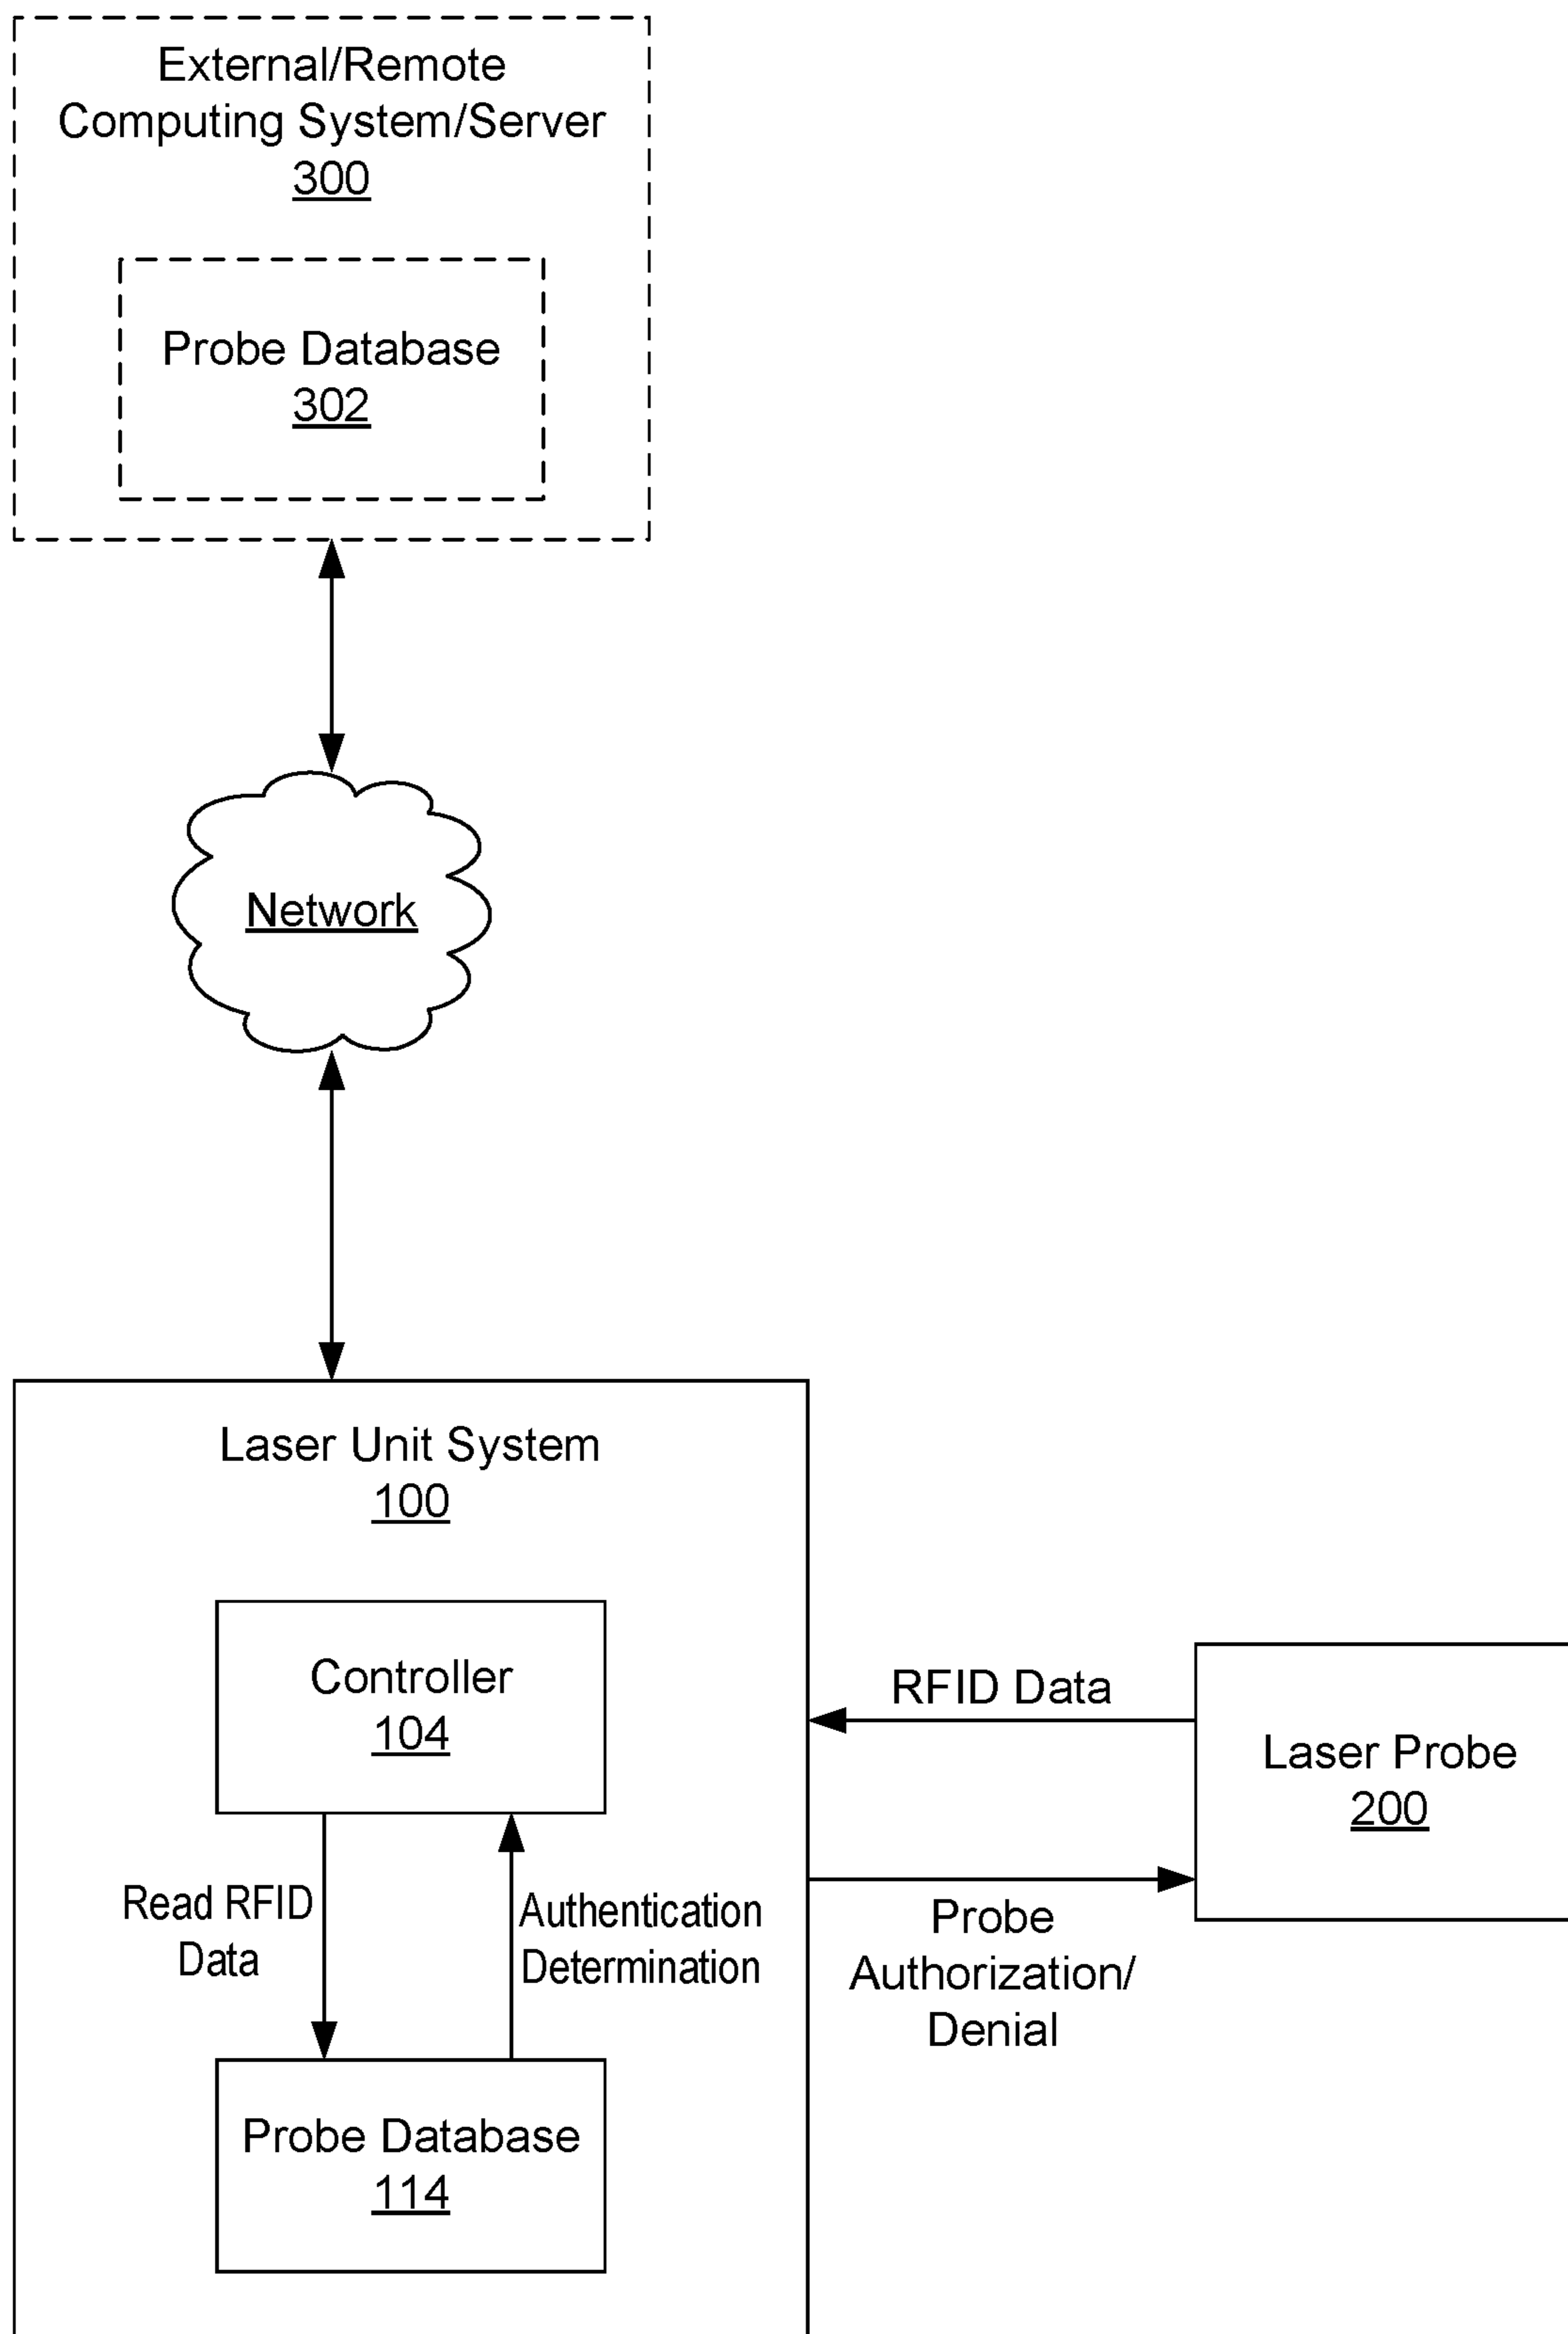 External/Remote
Computing System/Server
300
Probe Database
302
Network
Laser Unit System
100
Controller
104
RFID Data
Laser Probe
200
Read RFID
Data
Authentication
Determination
Probe
Authorization/
Denial
Probe Database
114